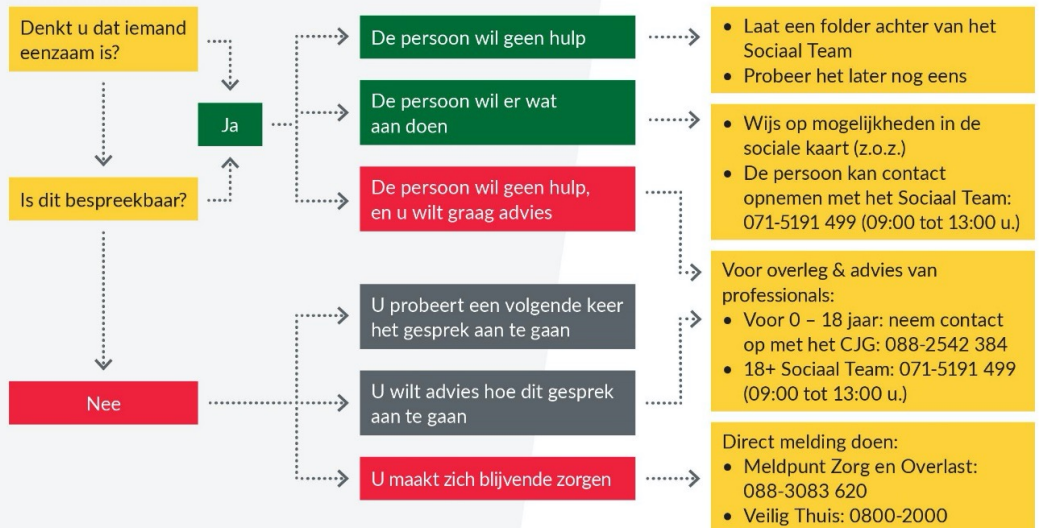 Denkt u dat iemand
eenzaam is?
Is dit bespreekbaar?
Ja
Nee
De persoon wil geen hulp
De persoon wil er wat
aan doen
De persoon wil geen hulp,
en u wilt graag advies
U probeert een volgende keer
het gesprek aan te gaan
U wilt advies hoe dit gesprek
aan te gaan
U maakt zich blijvende zorgen
• Laat een folder achter van het
Sociaal Team
• Probeer het later nog eens
• Wijs op mogelijkheden in de
sociale kaart (z.o.z.)
• De persoon kan contact
opnemen met het Sociaal Team:
071-5191 499 (09:00 tot 13:00 u.)
Voor overleg & advies van
professionals:
• Voor 0 – 18 jaar: neem contact
op met het CJG: 088-2542 384
• 18+ Sociaal Team: 071-5191 499
(09:00 tot 13:00 u.)
Direct melding doen:
• Meldpunt Zorg en Overlast:
088-3083 620
• Veilig Thuis: 0800-2000